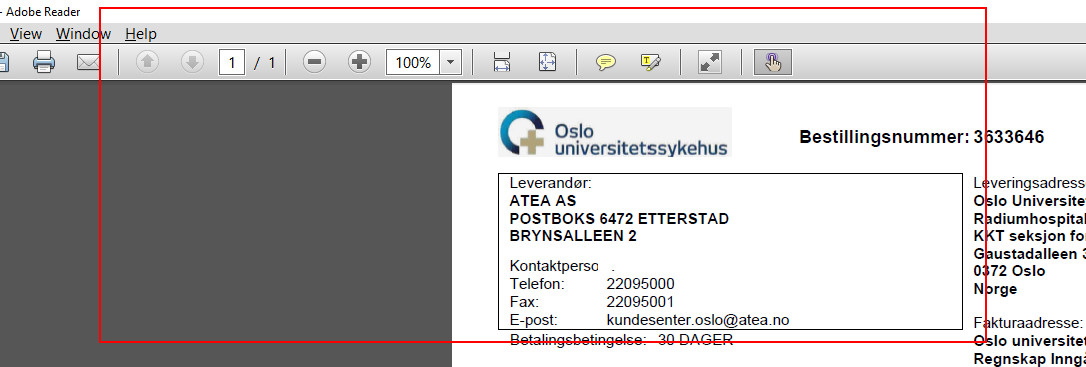 - Adobe Reader
View Window Help
1 / 1 100%
Oslo
universitetssykehus
Bestillingsnummer: 3633646
Leverandør:
ATEA AS
POSTBOKS 6472 ETTERSTAD
BRYNSALLEEN 2
Kontaktperso .
Telefon: 22095000
Fax: 22095001
E-post: kundesenter.oslo@atea.no
Betalingsbetingelse: 30 DAGER
Leveringsadresse
Oslo Universite
Radiumhospital
KKT seksjon fo
Gaustadalleen 3
0372 Oslo
Norge
Fakturaadresse:
Oslo universitet
Regnskap Inngå